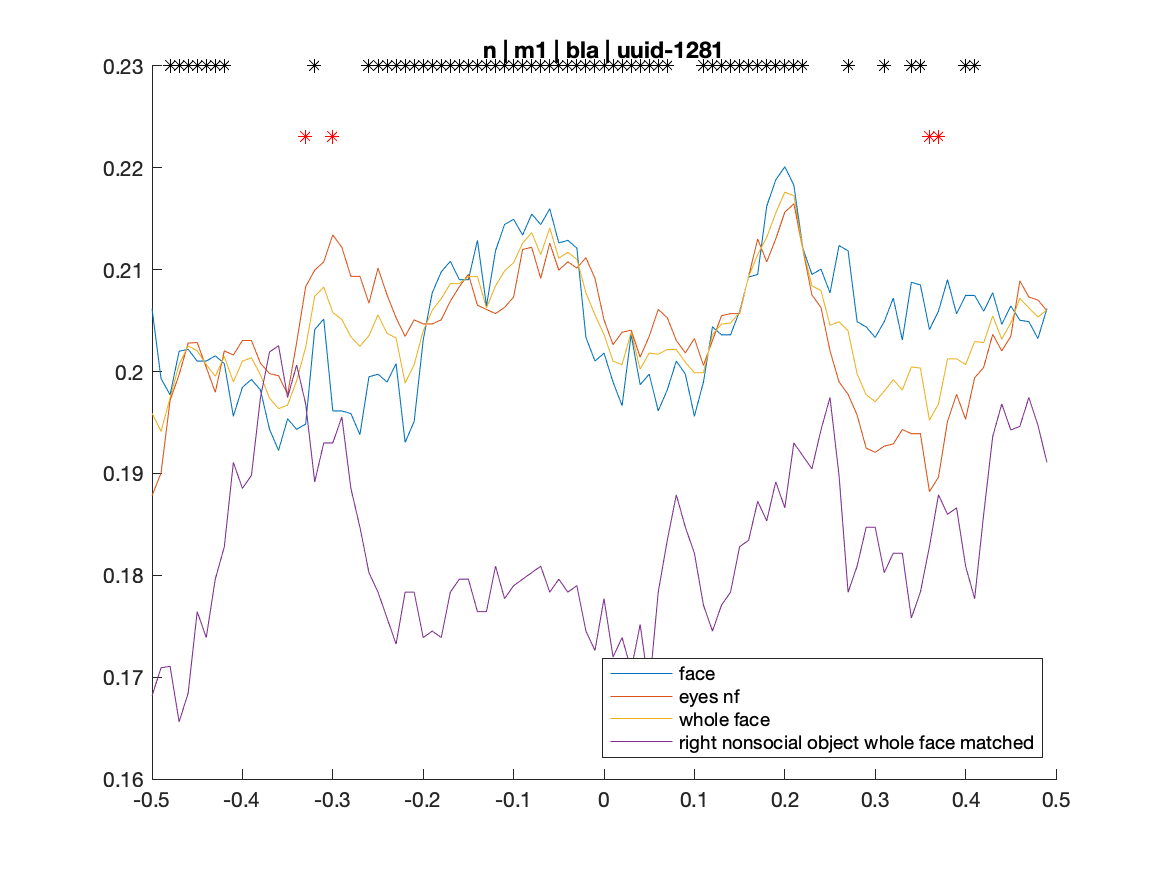 n | m1 | bla | uuid-1281
0.23
0.22
0.21
0.2
0.19
0.18
0.17
0.16
-0.5 -0.4 -0.3 -0.2 -0.1 0 0.1 0.2 0.3 0.4 0.5
face
eyes nf
whole face
right nonsocial object whole face matched